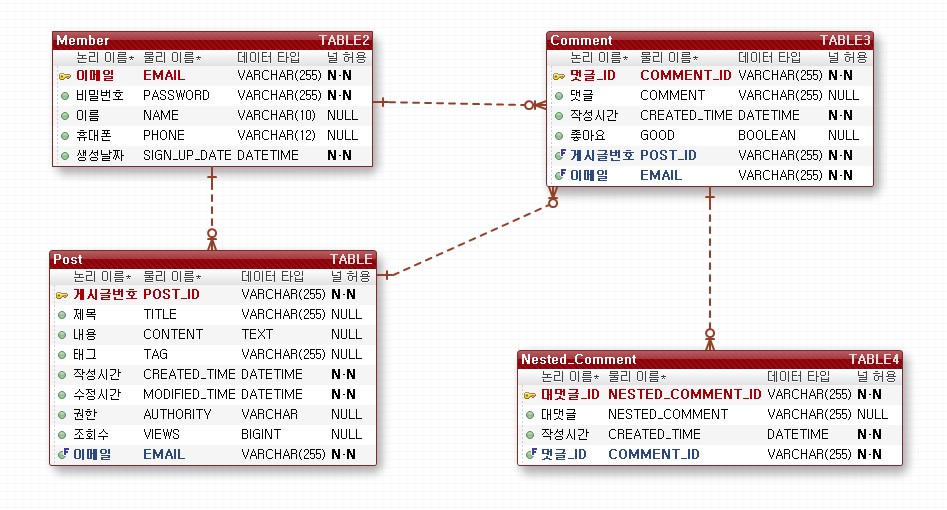 Member TABLE2
논리 이름* 물리 이름* 데이터 타입 널 허용
이메일 EMAIL VARCHAR(255) N·N
비밀번호 PASSWORD VARCHAR(255) N·N
이름 NAME VARCHAR(10) NULL
휴대폰 PHONE VARCHAR(12) NULL
생성날짜 SIGN_UP_DATE DATETIME N·N
Comment TABLE3
논리 이름* 물리 이름* 데이터 타입 널 허용
댓글_ID COMMENT_ID VARCHAR(255) N·N
댓글 COMMENT VARCHAR(255) NULL
작성시간 CREATED_TIME DATETIME N·N
좋아요 GOOD BOOLEAN NULL
게시글번호 POST_ID VARCHAR(255) N·N
이메일 EMAIL VARCHAR(255) N·N
Post TABLE
논리 이름* 물리 이름* 데이터 타입 널 허용
게시글번호 POST_ID VARCHAR(255) N·N
제목 TITLE VARCHAR(255) NULL
내용 CONTENT TEXT NULL
태그 TAG VARCHAR(255) NULL
작성시간 CREATED_TIME DATETIME N·N
수정시간 MODIFIED_TIME DATETIME N·N
권한 AUTHORITY VARCHAR NULL
조회수 VIEWS BIGINT NULL
이메일 EMAIL VARCHAR(255) N·N
Nested_Comment TABLE4
논리 이름* 물리 이름* 데이터 타입 널 허용
대댓글_ID NESTED_COMMENT_ID VARCHAR(255) N·N
대댓글 NESTED_COMMENT VARCHAR(255) NULL
작성시간 CREATED_TIME DATETIME N·N
댓글_ID COMMENT_ID VARCHAR(255) N·N